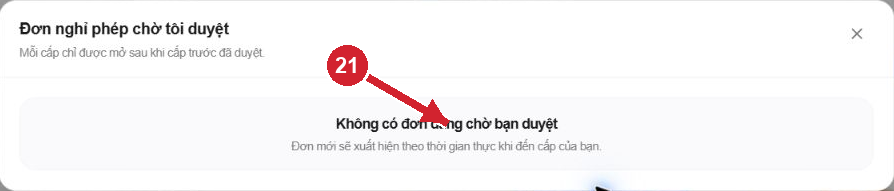 Đơn nghỉ phép chờ tôi duyệt
Mỗi cấp chỉ được mở sau khi cấp trước đã duyệt.
21
Không có đơn đang chờ bạn duyệt
Đơn mới sẽ xuất hiện theo thời gian thực khi đến cấp của bạn.